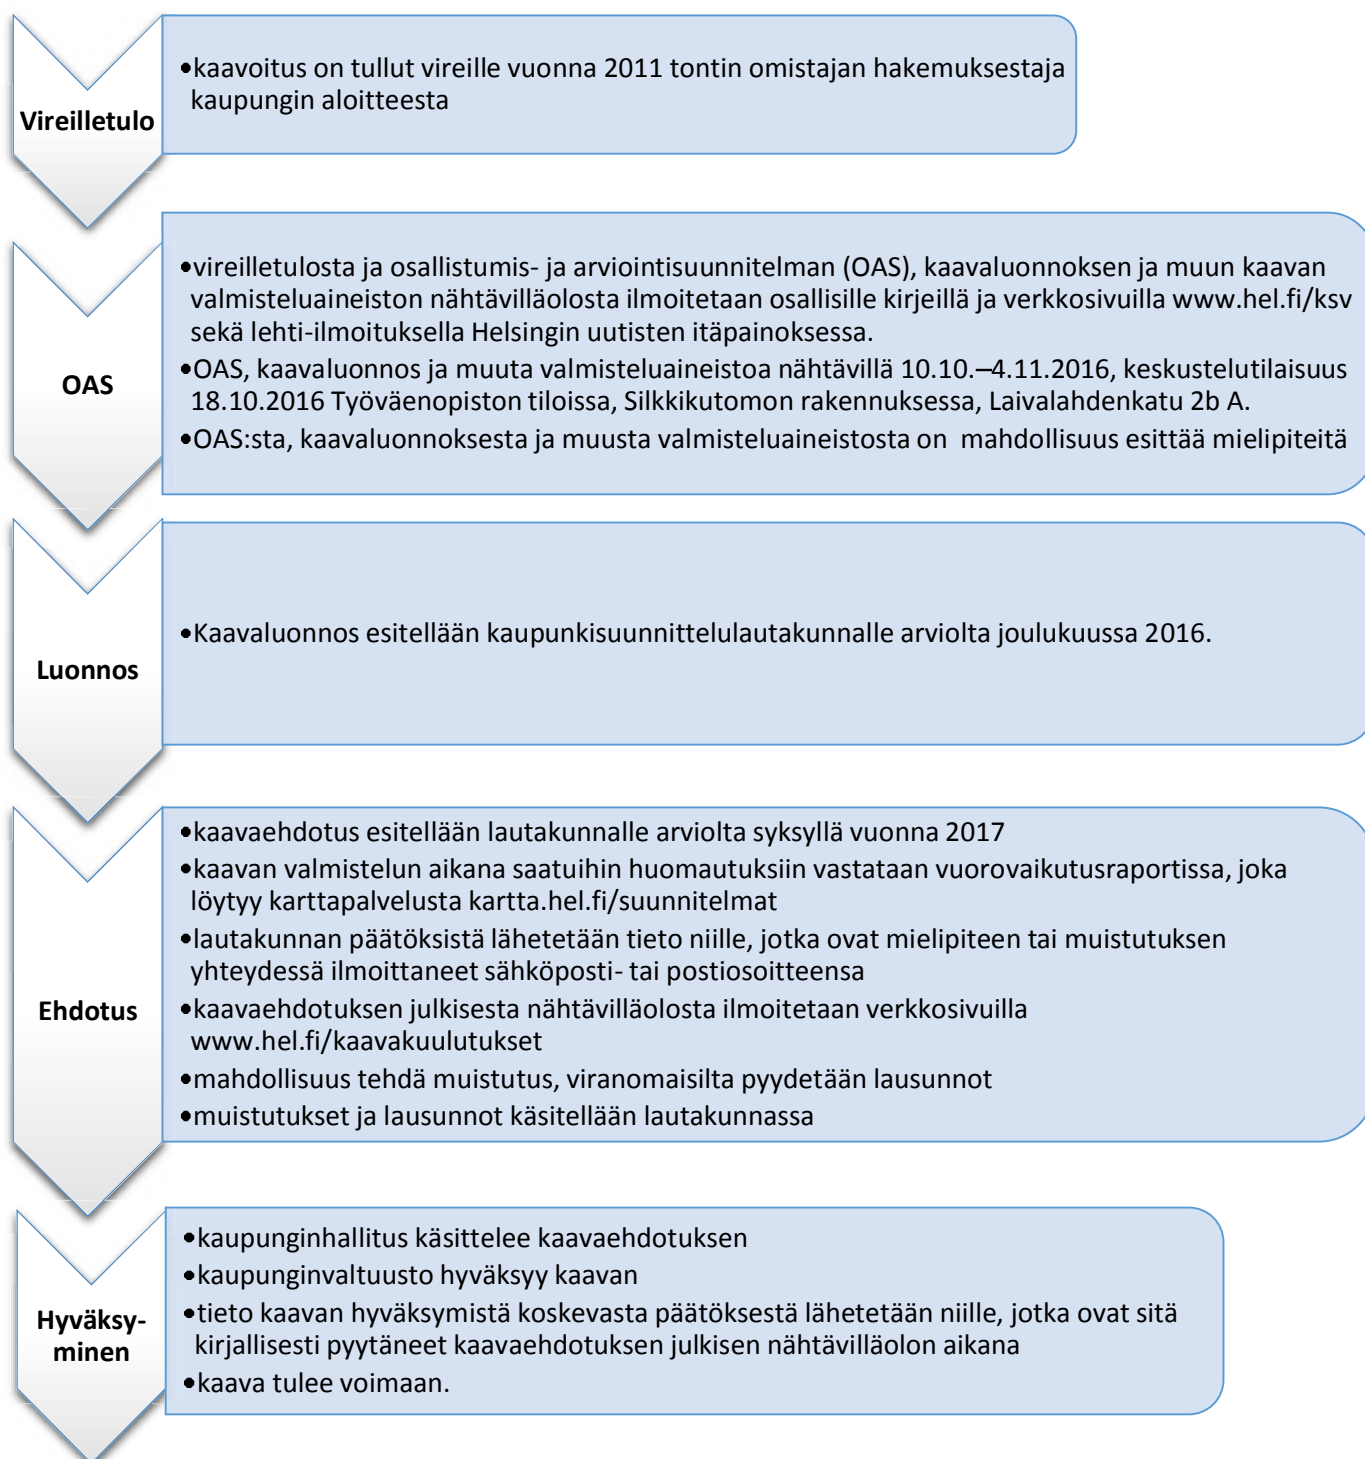 Vireilletulo
•kaavoitus on tullut vireille vuonna 2011 tontin omistajan hakemuksestaja
kaupungin aloitteesta
OAS
•vireilletulosta ja osallistumis- ja arviointisuunnitelman (OAS), kaavaluonnoksen ja muun kaavan
valmisteluaineiston nähtävilläolosta ilmoitetaan osallisille kirjeillä ja verkkosivuilla www.hel.fi/ksv
sekä lehti-ilmoituksella Helsingin uutisten itäpainoksessa.
•OAS, kaavaluonnos ja muuta valmisteluaineistoa nähtävillä 10.10.–4.11.2016, keskustelutilaisuus
18.10.2016 Työväenopiston tiloissa, Silkkikutomon rakennuksessa, Laivalahdenkatu 2b A.
•OAS:sta, kaavaluonnoksesta ja muusta valmisteluaineistosta on mahdollisuus esittää mielipiteitä
Luonnos
•Kaavaluonnos esitellään kaupunkisuunnittelulautakunnalle arviolta joulukuussa 2016.
Ehdotus
•kaavaehdotus esitellään lautakunnalle arviolta syksyllä vuonna 2017
•kaavan valmistelun aikana saatuihin huomautuksiin vastataan vuorovaikutusraportissa, joka
löytyy karttapalvelusta kartta.hel.fi/suunnitelmat
•lautakunnan päätöksistä lähetetään tieto niille, jotka ovat mielipiteen tai muistutuksen
yhteydessä ilmoittaneet sähköposti- tai postiosoitteensa
•kaavaehdotuksen julkisesta nähtävilläolosta ilmoitetaan verkkosivuilla
www.hel.fi/kaavakuulutukset
•mahdollisuus tehdä muistutus, viranomaisilta pyydetään lausunnot
•muistutukset ja lausunnot käsitellään lautakunnassa
Hyväksy-
minen
•kaupunginhallitus käsittelee kaavaehdotuksen
•kaupunginvaltuusto hyväksyy kaavan
•tieto kaavan hyväksymistä koskevasta päätöksestä lähetetään niille, jotka ovat sitä
kirjallisesti pyytäneet kaavaehdotuksen julkisen nähtävilläolon aikana
•kaava tulee voimaan.